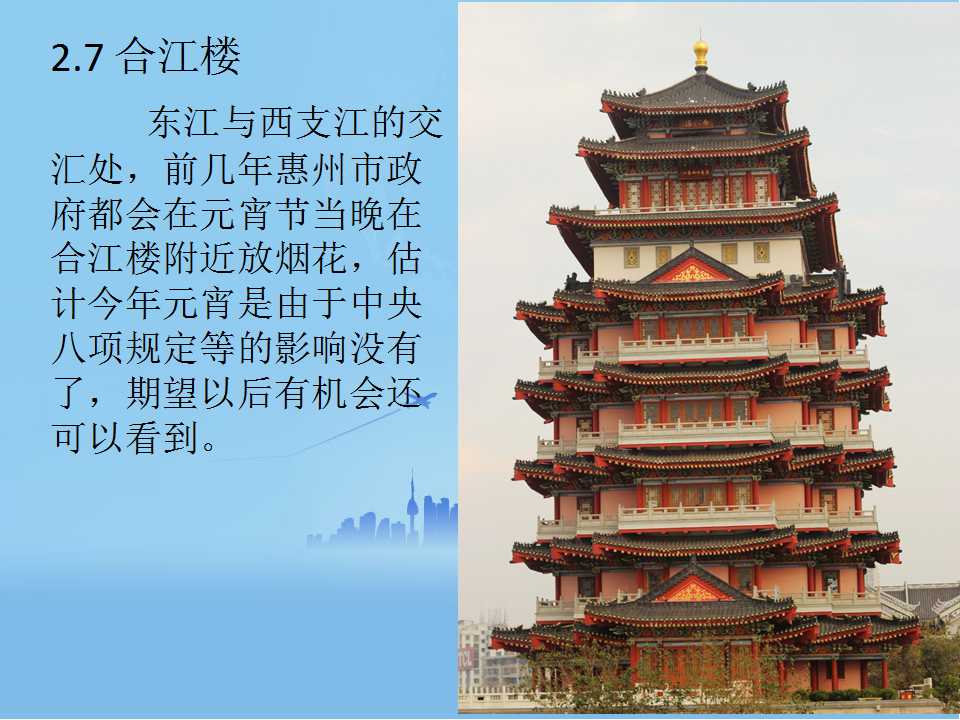 2.7 合江楼
东江与西支江的交
汇处，前几年惠州市政
府都会在元宵节当晚在
合江楼附近放烟花，估
计今年元宵是由于中央
八项规定等的影响没有
了，期望以后有机会还
可以看到。